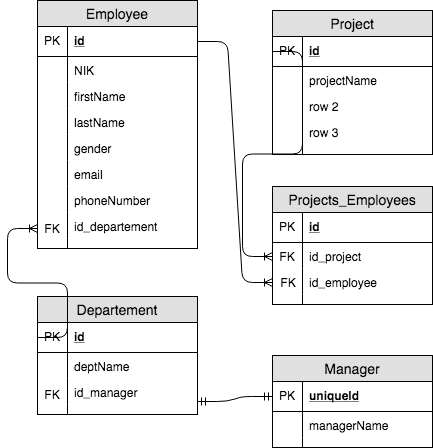 Employee
PK id
NIK
firstName
lastName
gender
email
phoneNumber
FK id_departement
Project
PK id
projectName
row 2
row 3
Projects_Employees
PK id
FK id_project
FK id_employee
Departement
PK id
deptName
FK id_manager
Manager
PK uniqueId
managerName